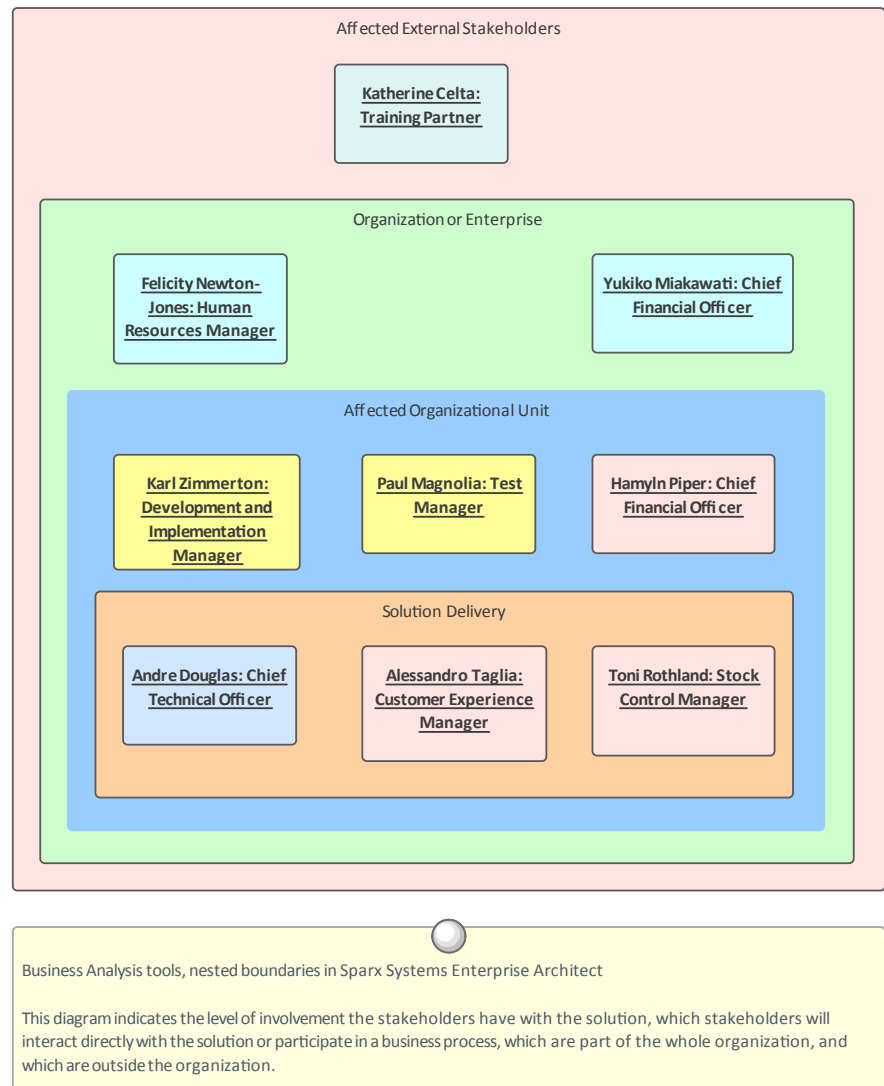 Affected External Stakeholders
Katherine Celta:
Training Partner
Organization or Enterprise
Felicity Newton-
Jones: Human
Resources Manager
Yukiko Miakawati: Chief
Financial Officer
Affected Organizational Unit
Karl Zimmerton:
Development and
Implementation
Manager
Paul Magnolia: Test
Manager
Hamyln Piper: Chief
Financial Officer
Solution Delivery
Andre Douglas: Chief
Technical Officer
Alessandro Taglia:
Customer Experience
Manager
Toni Rothland: Stock
Control Manager
Business Analysis tools, nested boundaries in Sparx Systems Enterprise Architect
This diagram indicates the level of involvement the stakeholders have with the solution, which stakeholders will
interact directly with the solution or participate in a business process, which are part of the whole organization, and
which are outside the organization.